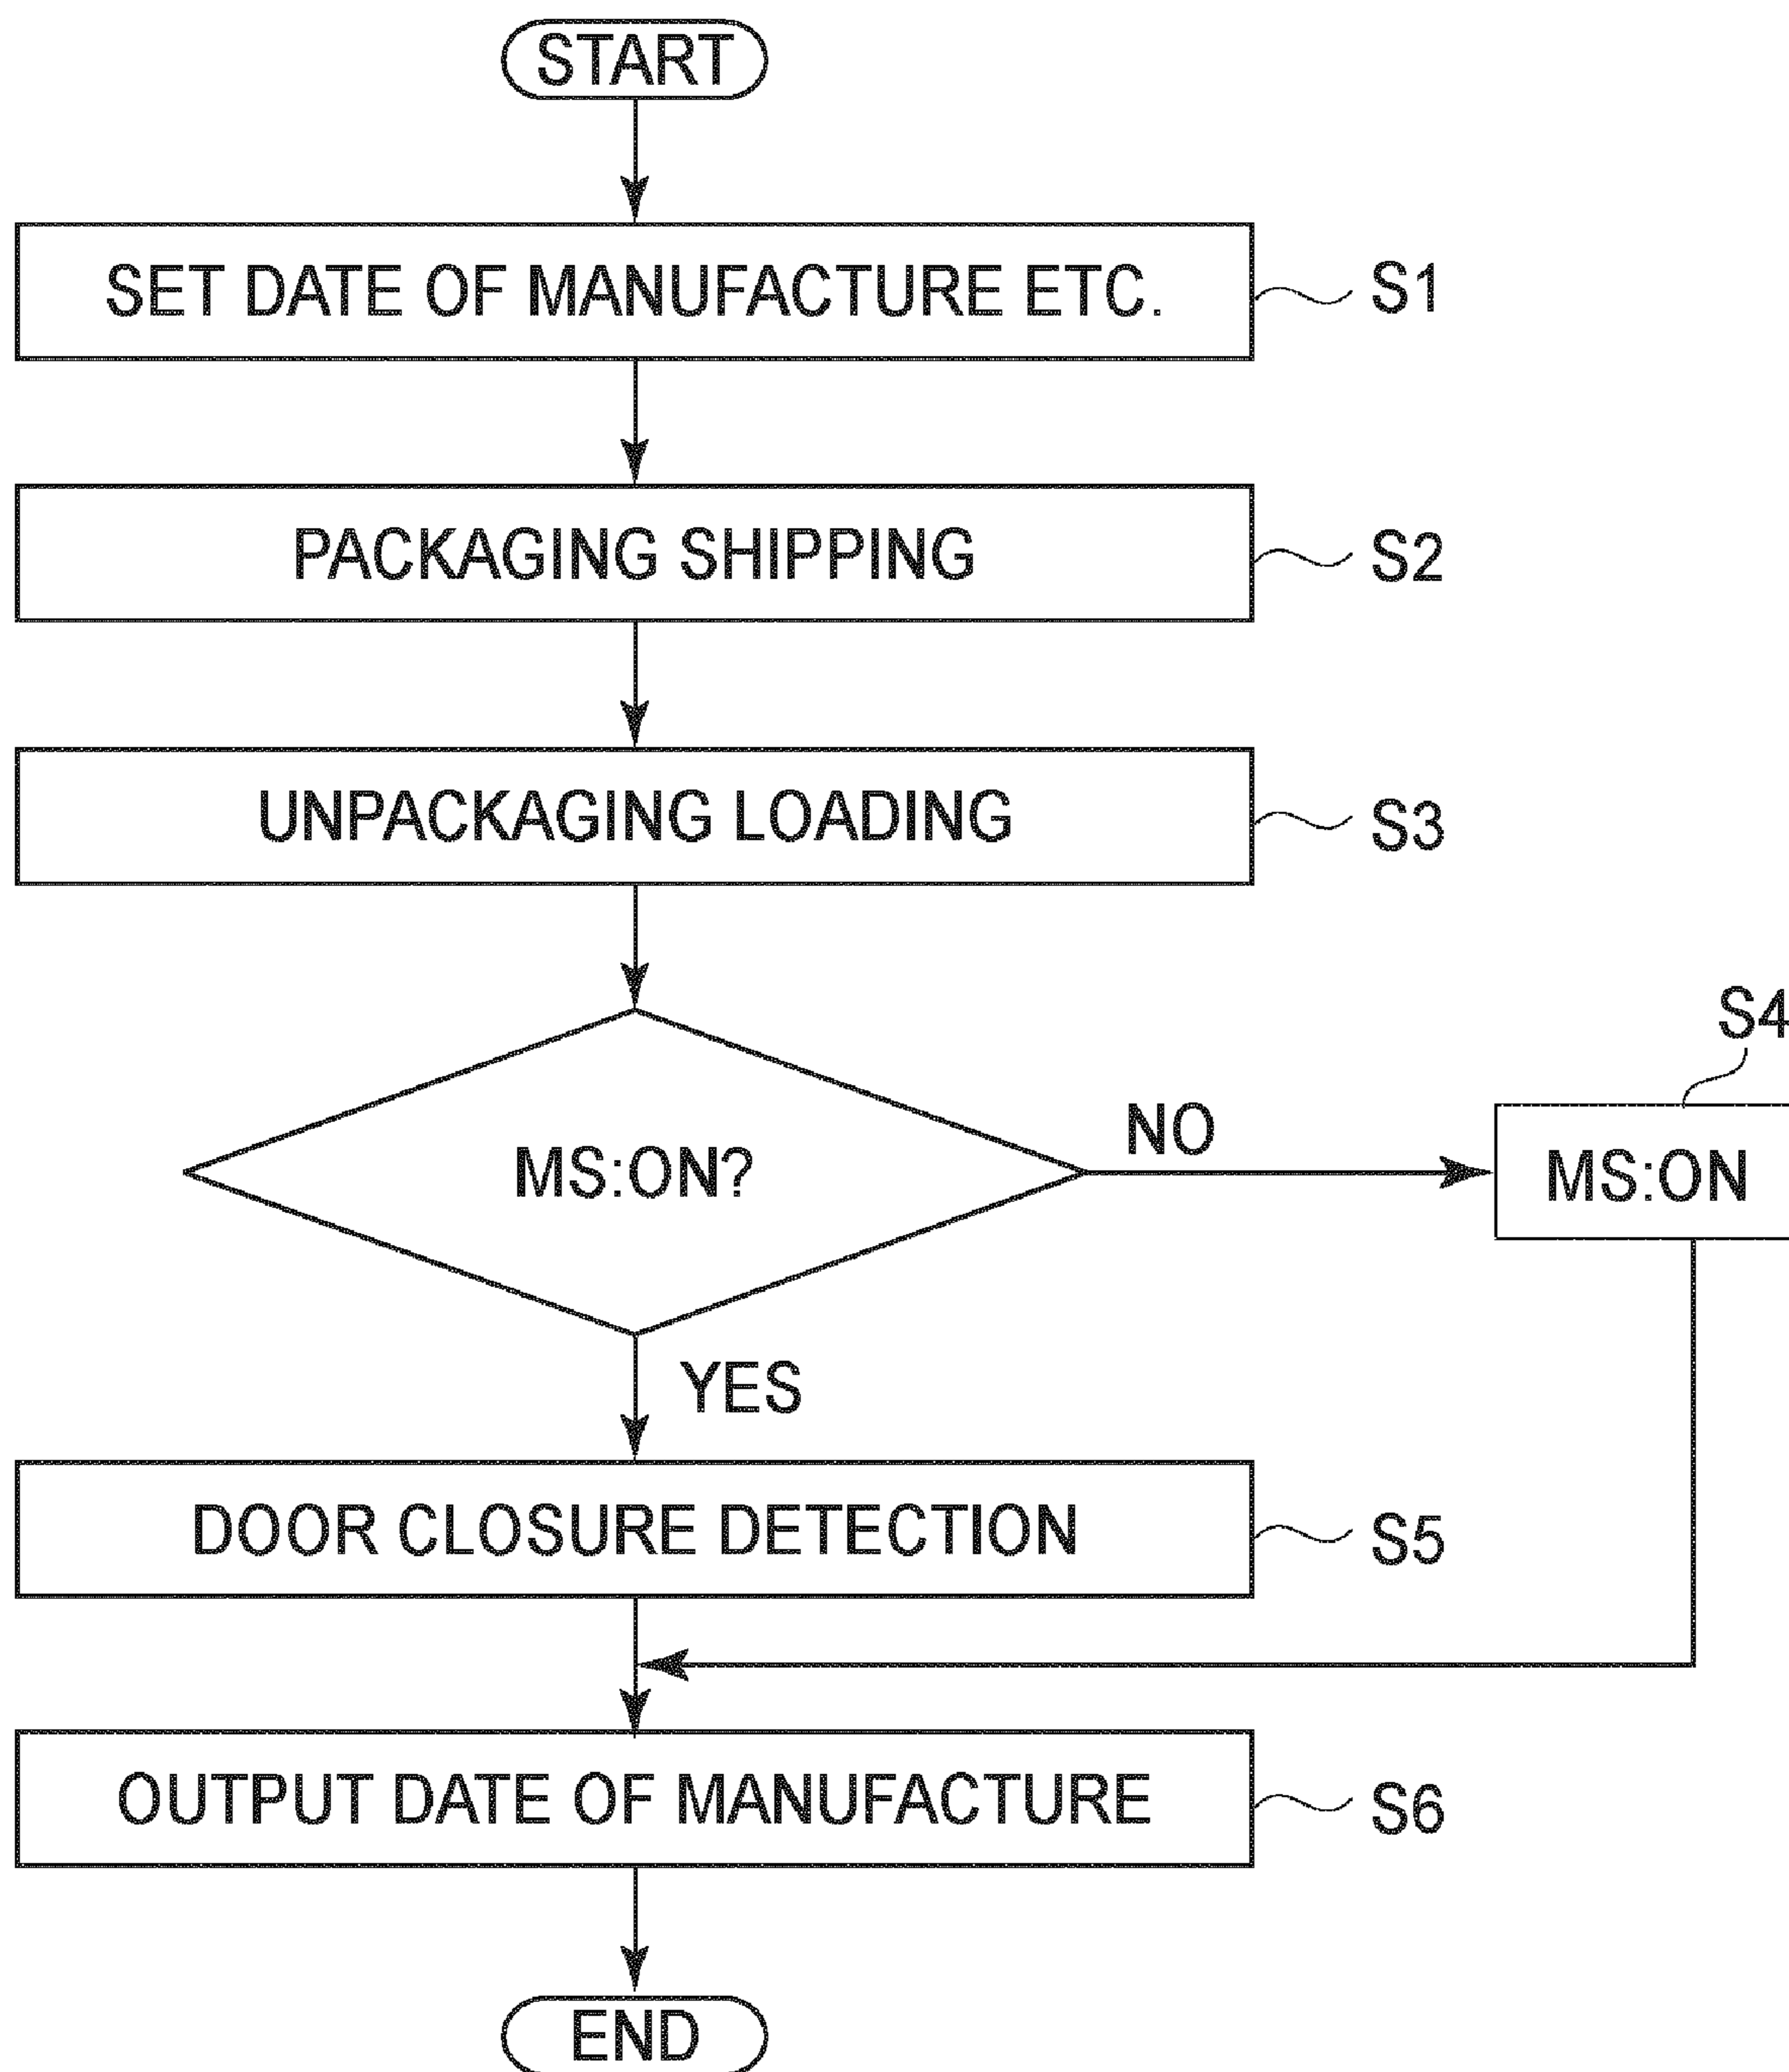 START
SET DATE OF MANUFACTURE ETC.
S1
PACKAGING SHIPPING
S2
UNPACKAGING LOADING
S3
S4
MS:ON?
NO
MS:ON
YES
DOOR CLOSURE DETECTION
S5
OUTPUT DATE OF MANUFACTURE
S6
END